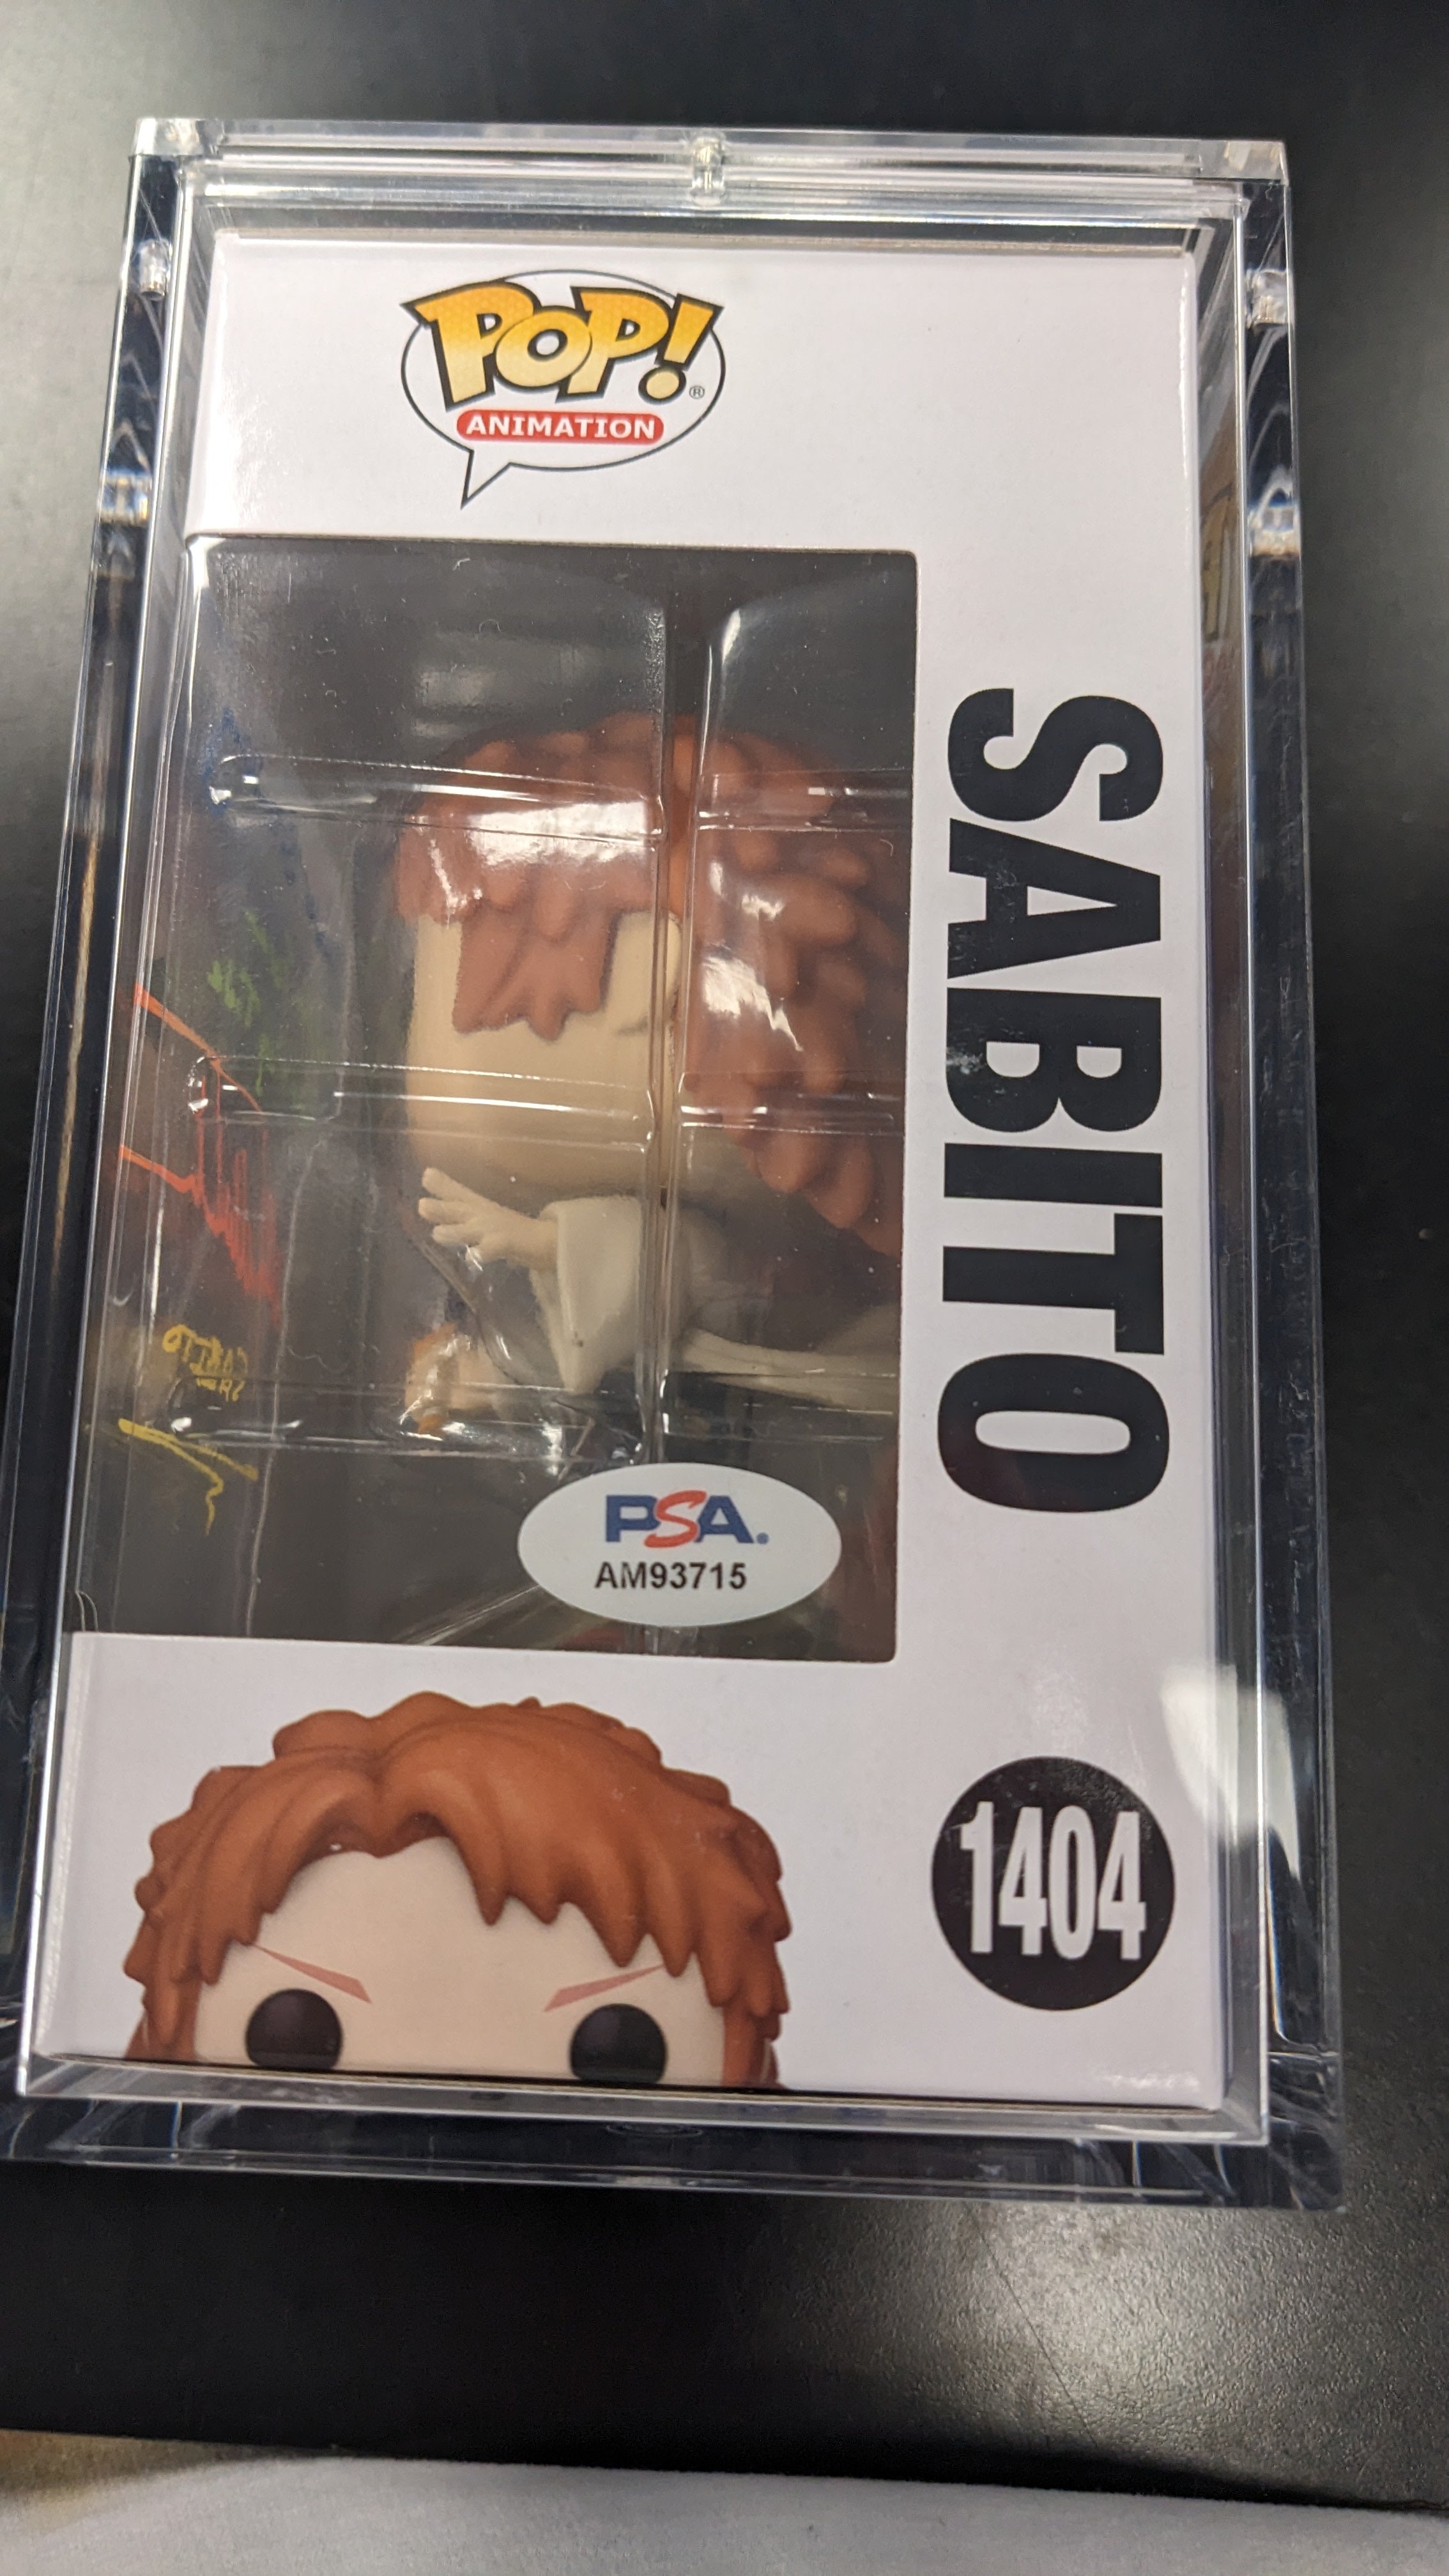 POP!®
ANIMATION
SABITO
PSA®
AM93715
1404